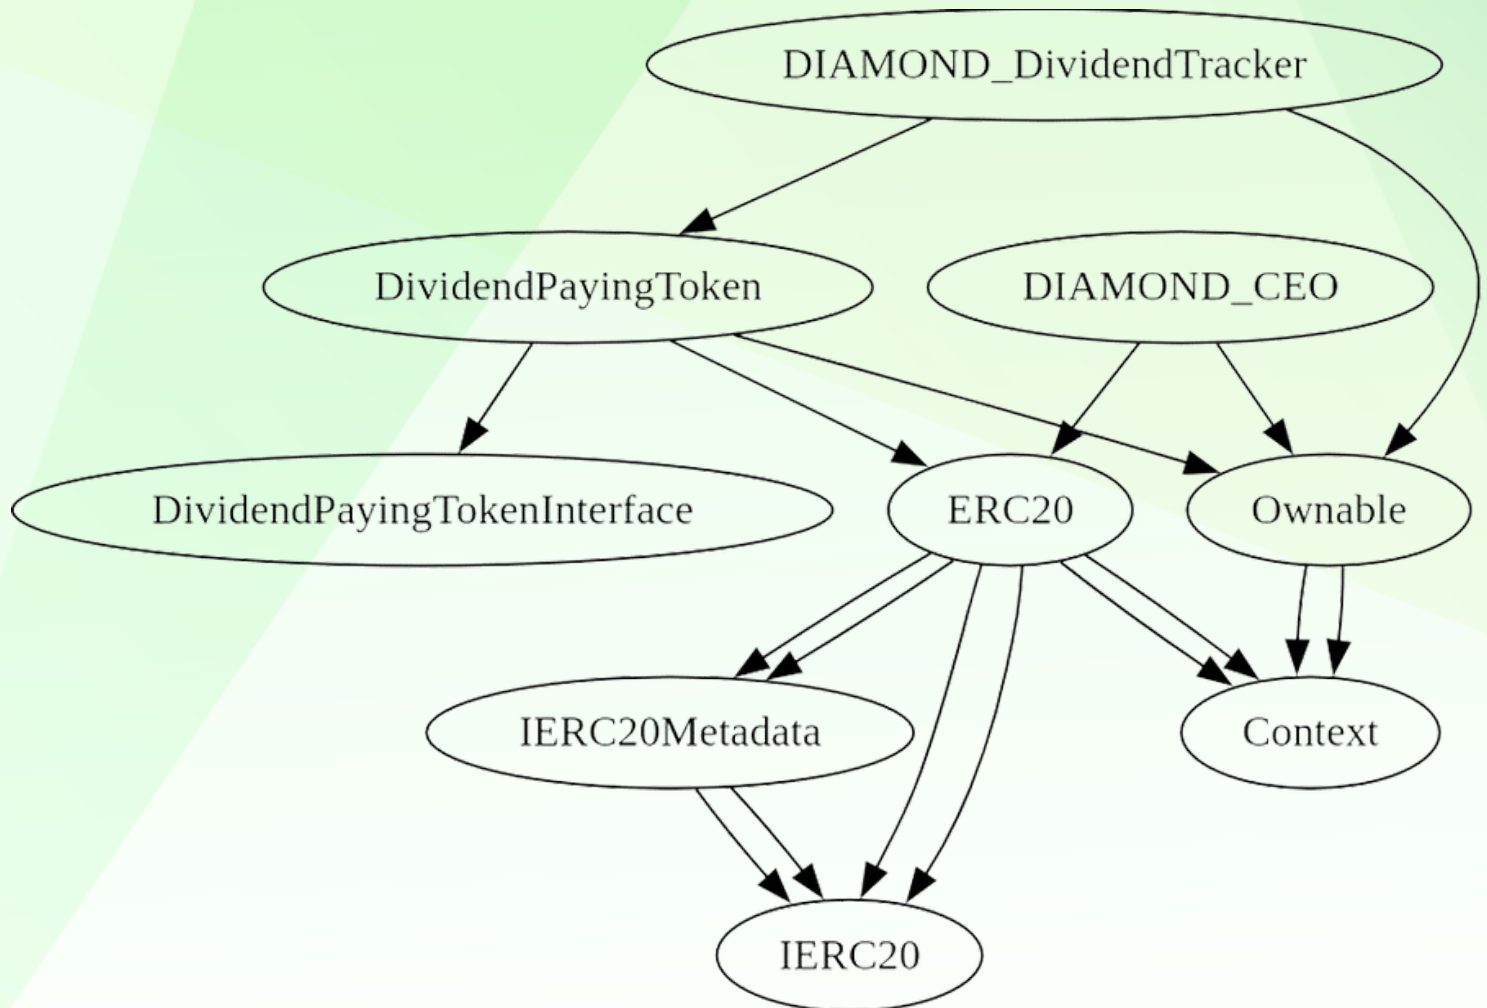 DIAMOND_DividendTracker
DividendPayingToken
DIAMOND_CEO
DividendPayingTokenInterface
ERC20
Ownable
IERC20Metadata
Context
IERC20